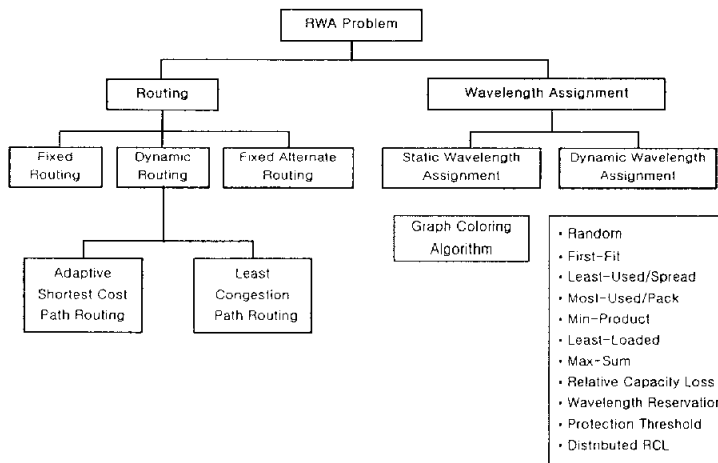 RWA Problem
Routing
Wavelength Assignment
Fixed
Routing
Dynamic
Routing
Fixed Alternate
Routing
Static Wavelength
Assignment
Dynamic Wavelength
Assignment
Adaptive
Shortest Cost
Path Routing
Least
Congestion
Path Routing
Graph Coloring
Algorithm
• Random
• First-Fit
• Least-Used/Spread
• Most-Used/Pack
• Min-Product
• Least-Loaded
• Max-Sum
• Relative Capacity Loss
• Wavelength Reservation
• Protection Threshold
• Distributed RCL